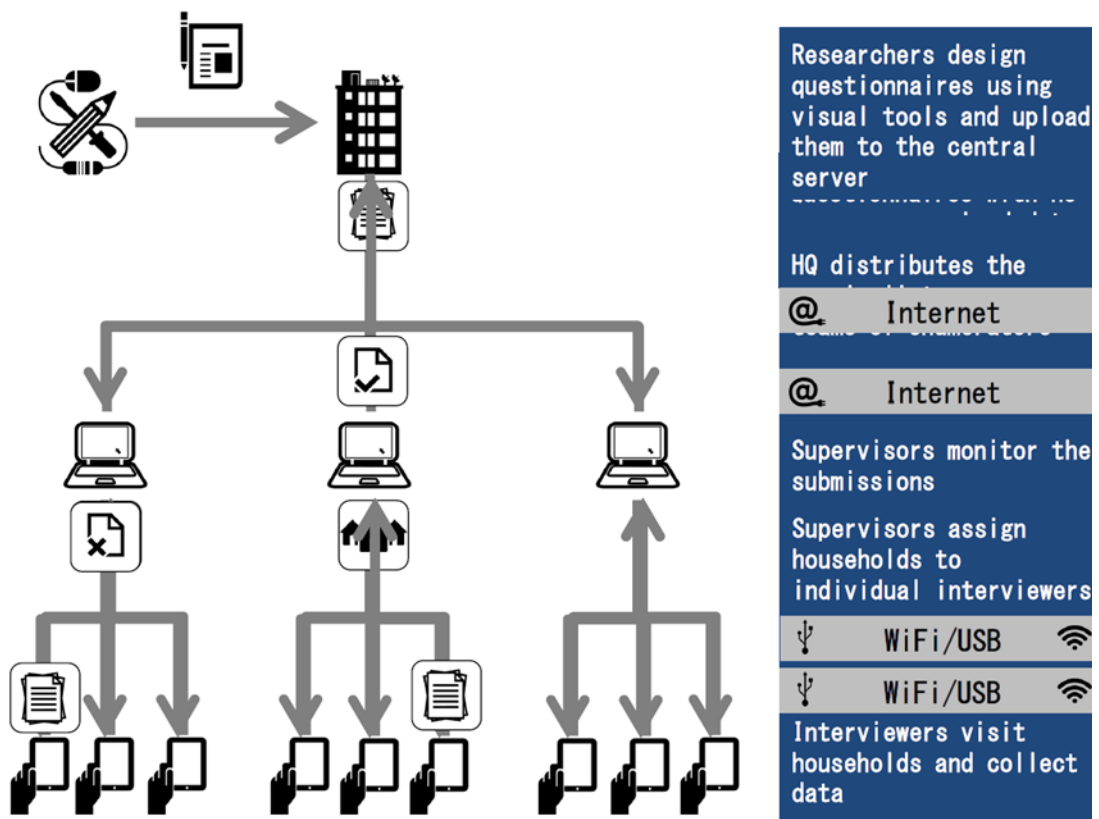 Researchers design
questionnaires using
visual tools and upload
them to the central
server
HQ distributes the
@ Internet
@ Internet
Supervisors monitor the
submissions
Supervisors assign
households to
individual interviewers
WiFi/USB
WiFi/USB
Interviewers visit
households and collect
data